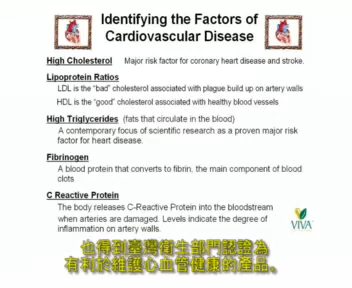 Identifying the Factors of
Cardiovascular Disease
High Cholesterol Major risk factor for coronary heart disease and stroke.
Lipoprotein Ratios
LDL is the “bad” cholesterol associated with plague build up on artery walls
HDL is the “good” cholesterol associated with healthy blood vessels
High Triglycerides (fats that circulate in the blood)
A contemporary focus of scientific research as a proven major risk
factor for heart disease.
Fibrinogen
A blood protein that converts to fibrin, the main component of blood
clots
C Reactive Protein
The body releases C-Reactive Protein into the bloodstream
when arteries are damaged. Levels indicate the degree of
inflammation on artery walls.
VIVA
也得到臺灣衛生部門認證為
有利於維護心血管健康的產品。